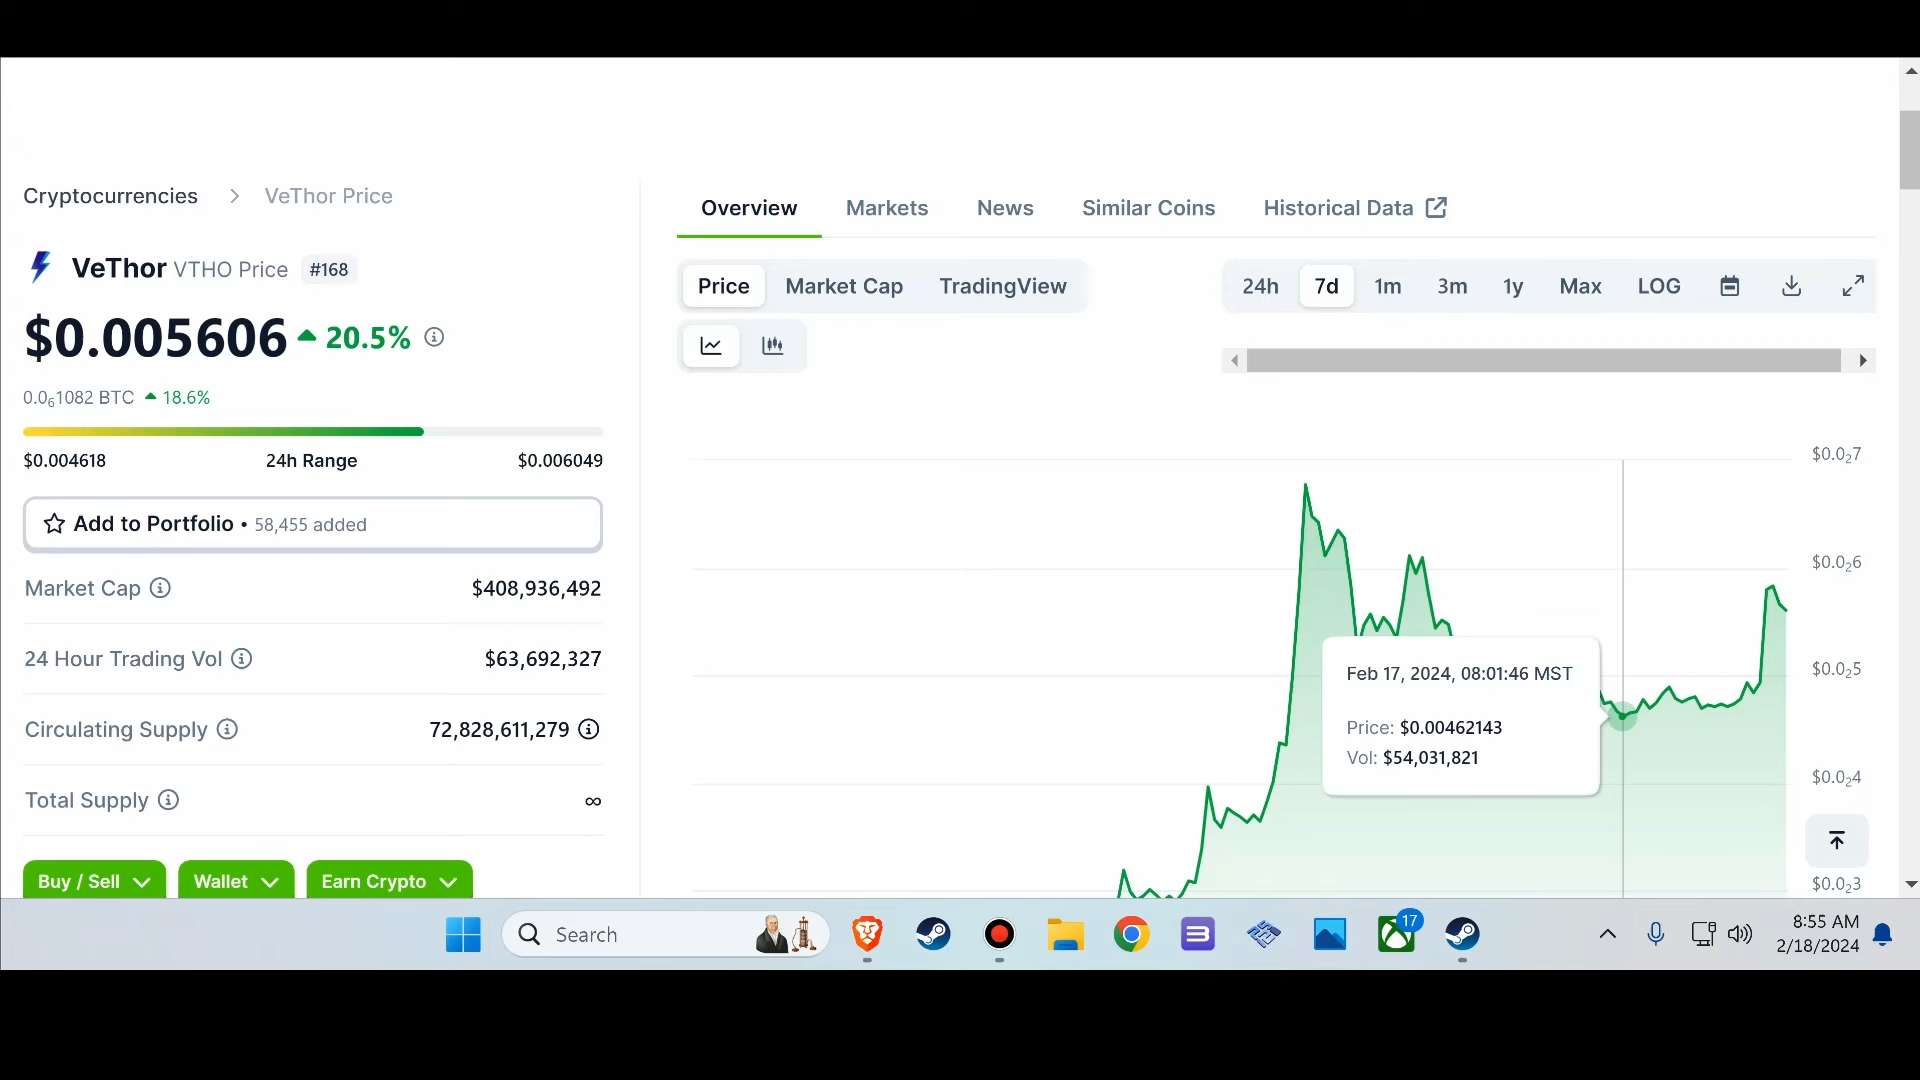 Cryptocurrencies > VeThor Price
Overview Markets News Similar Coins Historical Data
VeThor VTHO Price #168
Price Market Cap TradingView
24h 7d 1m 3m 1y Max LOG
$0.005606 20.5%
0.0₆1082 BTC 18.6%
$0.004618 24h Range $0.006049
Add to Portfolio • 58,455 added
Market Cap $408,936,492
24 Hour Trading Vol $63,692,327
Circulating Supply 72,828,611,279
Total Supply ∞
Buy / Sell Wallet Earn Crypto
$0.0₂7
$0.0₂6
$0.0₂5
$0.0₂4
$0.0₂3
Feb 17, 2024, 08:01:46 MST
Price: $0.00462143
Vol: $54,031,821
Search
17
8:55 AM
2/18/2024